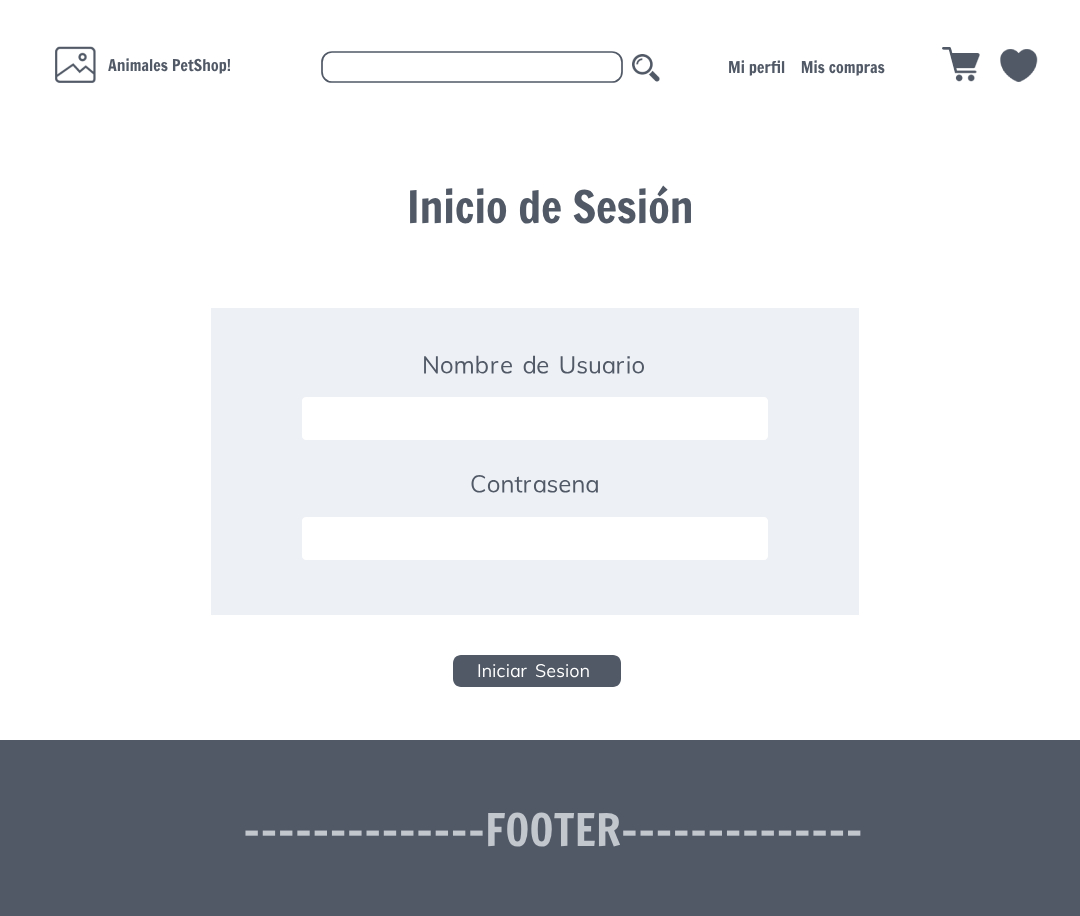 Animales PetShop!
Mi perfil Mis compras
Inicio de Sesión
Nombre de Usuario
Contrasena
Iniciar Sesion
--------------FOOTER--------------